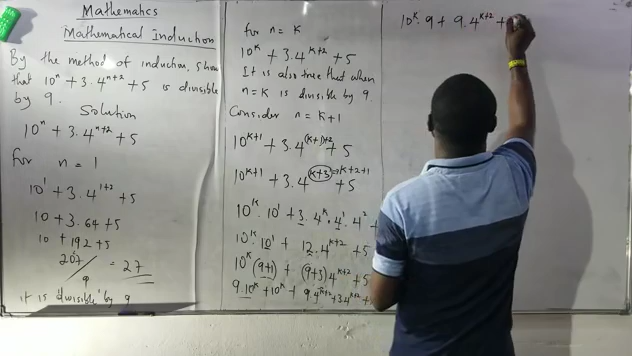 Mathematics
Mathematical Induction
By the method of induction, show
that 10ⁿ + 3.4ⁿ⁺² + 5 is divisible
by 9.
Solution
10ⁿ + 3.4ⁿ⁺² + 5
For n = 1
10¹ + 3.4¹⁺² + 5
10 + 3.64 + 5
10 + 192 + 5
207/9 = 27
it is divisible by 9
for n = K
10ᴷ + 3.4ᴷ⁺² + 5
It is also true that when
n = K is divisible by 9.
Consider n = K+1
10ᴷ⁺¹ + 3.4⁽ᴷ⁺¹⁾⁺² + 5
10ᴷ⁺¹ + 3.4ᴷ⁺³⁼ᴷ⁺²⁺¹ + 5
10ᴷ. 10¹ + 3.4ᴷ.4¹.4² +
10ᴷ. 10¹ + 12.4ᴷ⁺² + 5
10ᴷ(9+1) + (9+3)4ᴷ⁺² + 5
9.10ᴷ + 10ᴷ + 9.4ᴷ⁺² + 3.4ᴷ⁺² +
10ᴷ. 9 + 9.4ᴷ⁺² +